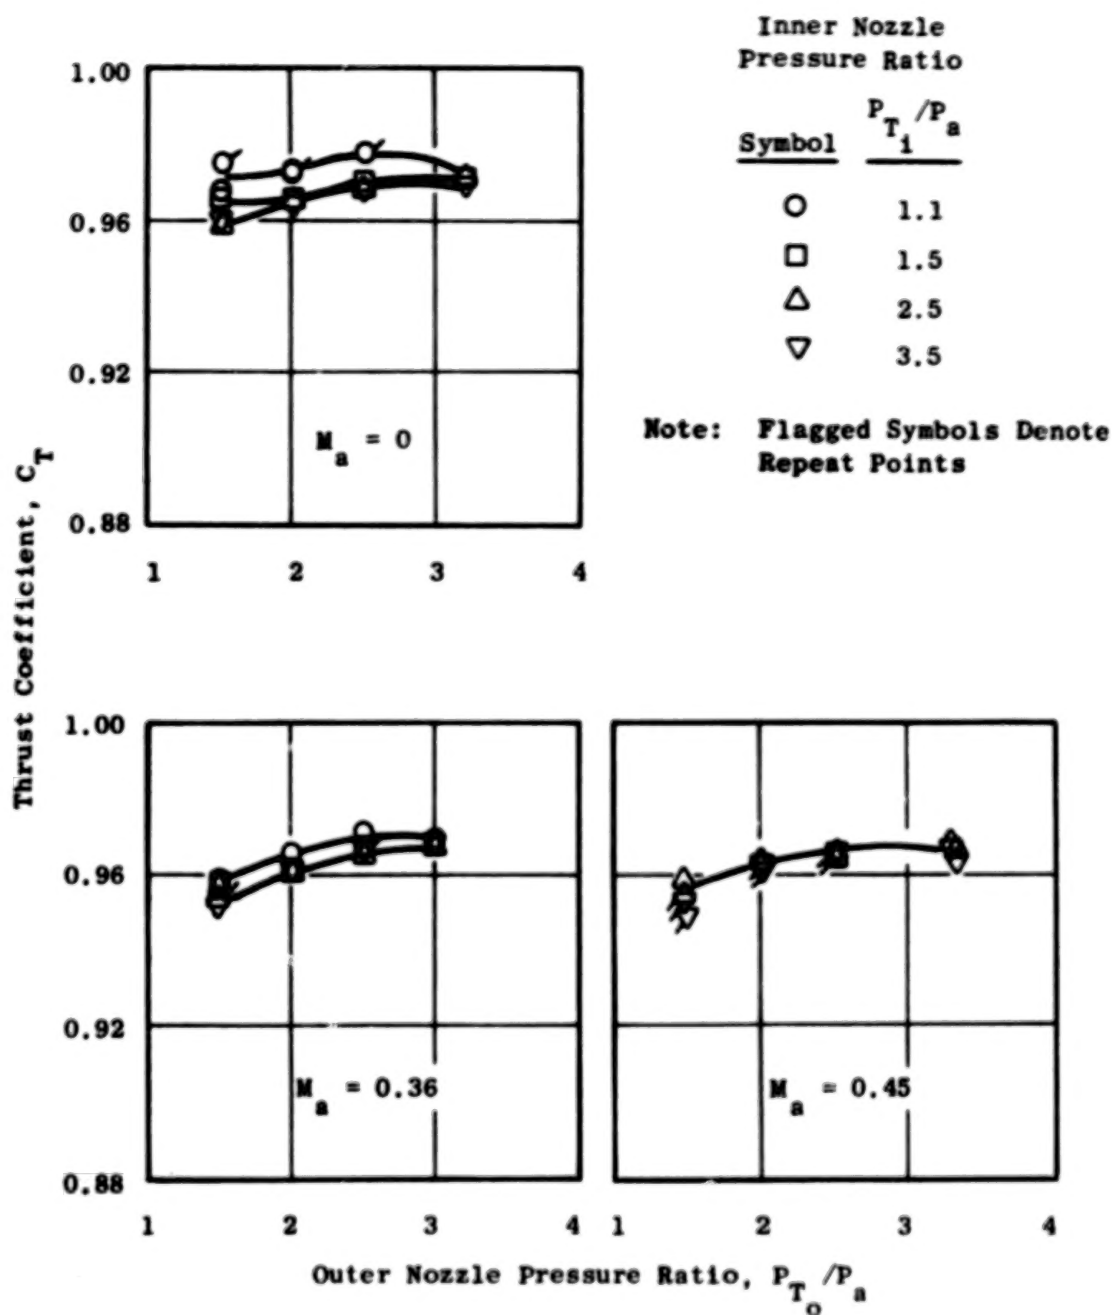 Inner Nozzle
Pressure Ratio
Symbol P_T_i/P_a
1.1
1.5
2.5
3.5
Note: Flagged Symbols Denote
Repeat Points
Thrust Coefficient, C_T
1.00
0.96
0.92
0.88
M_a = 0
1 2 3 4
1.00
0.96
0.92
0.88
M_a = 0.36
M_a = 0.45
1 2 3 4 1 2 3 4
Outer Nozzle Pressure Ratio, P_T_o/P_a